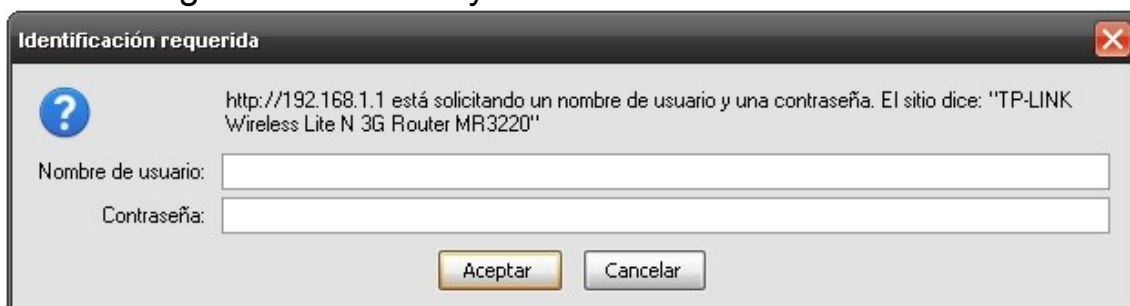 Identificación requerida
http://192.168.1.1 está solicitando un nombre de usuario y una contraseña. El sitio dice: "TP-LINK
Wireless Lite N 3G Router MR3220"
Nombre de usuario:
Contraseña:
Aceptar
Cancelar